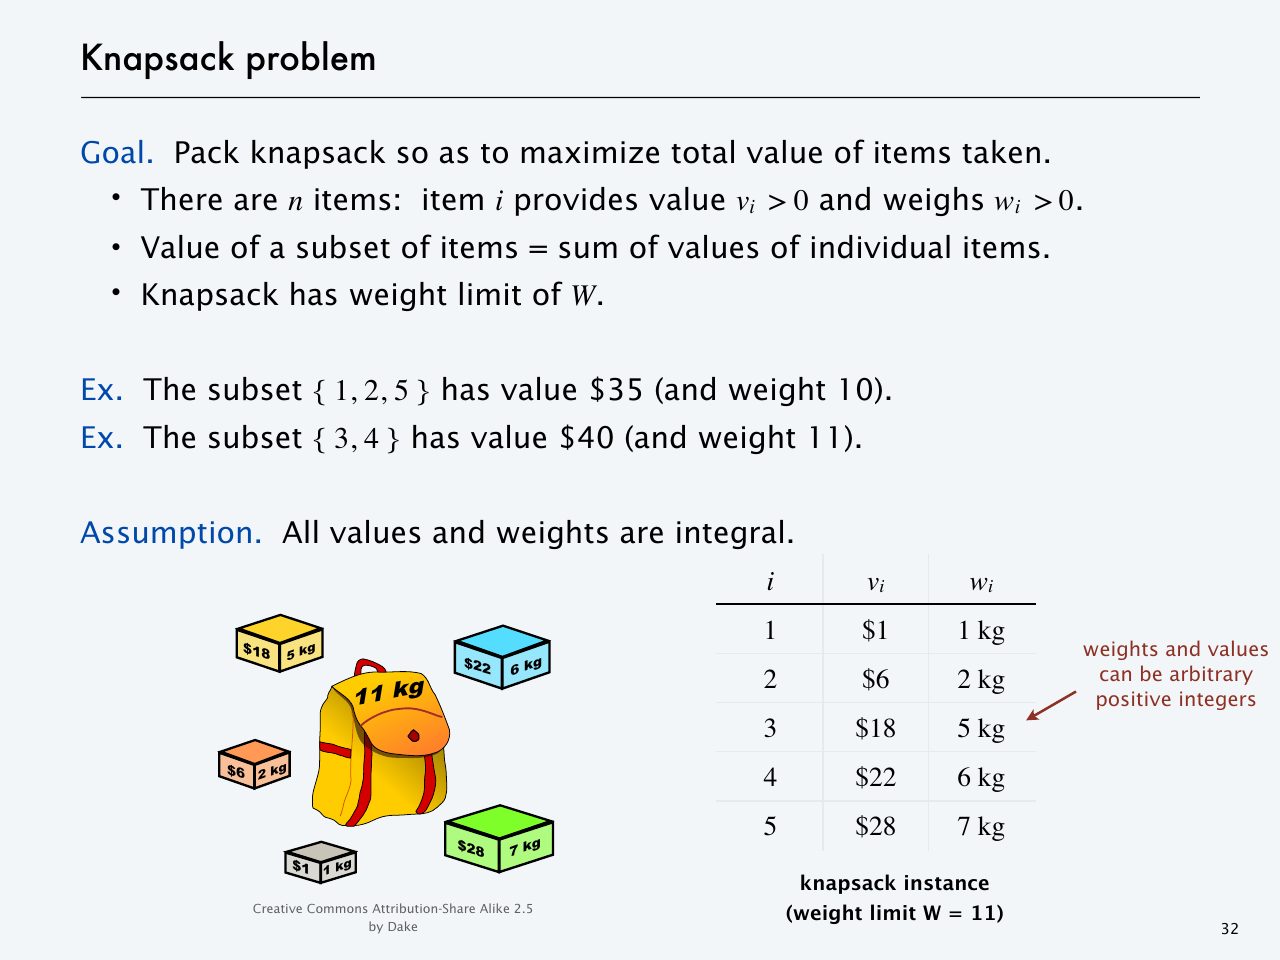 Knapsack problem
Goal. Pack knapsack so as to maximize total value of items taken.
• There are n items: item i provides value vᵢ > 0 and weighs wᵢ > 0.
• Value of a subset of items = sum of values of individual items.
• Knapsack has weight limit of W.
Ex. The subset { 1, 2, 5 } has value $35 (and weight 10).
Ex. The subset { 3, 4 } has value $40 (and weight 11).
Assumption. All values and weights are integral.
$18 5 kg
$22 6 kg
11 kg
$6 2 kg
$28 7 kg
$1 1 kg
Creative Commons Attribution-Share Alike 2.5
by Dake
i vᵢ wᵢ
1 $1 1 kg
2 $6 2 kg
3 $18 5 kg
4 $22 6 kg
5 $28 7 kg
weights and values
can be arbitrary
positive integers
knapsack instance
(weight limit W = 11)
32